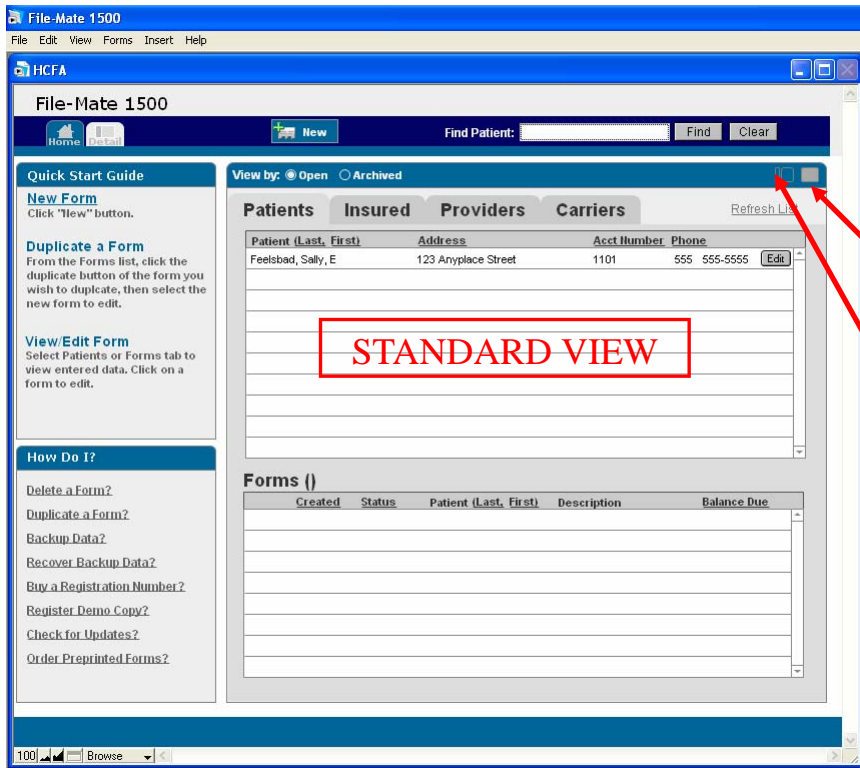 File-Mate 1500
File Edit View Forms Insert Help
HCFA
File-Mate 1500
Home Detail New Find Patient: Find Clear
Quick Start Guide
New Form
Click "New" button.
Duplicate a Form
From the Forms list, click the
duplicate button of the form you
wish to duplcate, then select the
new form to edit.
View/Edit Form
Select Patients or Forms tab to
view entered data. Click on a
form to edit.
How Do I?
Delete a Form?
Duplicate a Form?
Backup Data?
Recover Backup Data?
Buy a Registration Number?
Register Demo Copy?
Check for Updates?
Order Preprinted Forms?
View by: Open Archived
Patients Insured Providers Carriers Refresh List
Patient (Last, First) Address Acct Number Phone
Feelsbad, Sally, E 123 Anyplace Street 1101 555 555-5555 Edit
STANDARD VIEW
Forms ()
Created Status Patient (Last, First) Description Balance Due
100 Browse